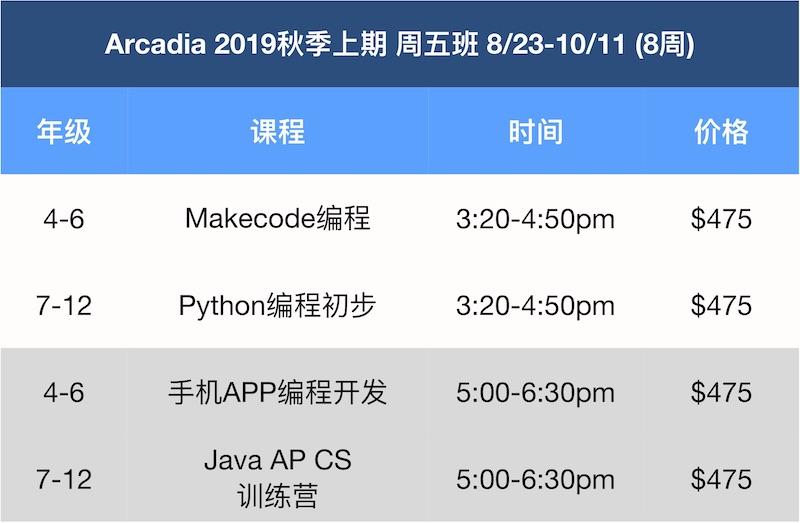 Arcadia 2019秋季上期 周五班 8/23-10/11 (8周)
年级 课程 时间 价格
4-6 Makecode编程 3:20-4:50pm $475
7-12 Python编程初步 3:20-4:50pm $475
4-6 手机APP编程开发 5:00-6:30pm $475
7-12 Java AP CS 5:00-6:30pm $475
训练营